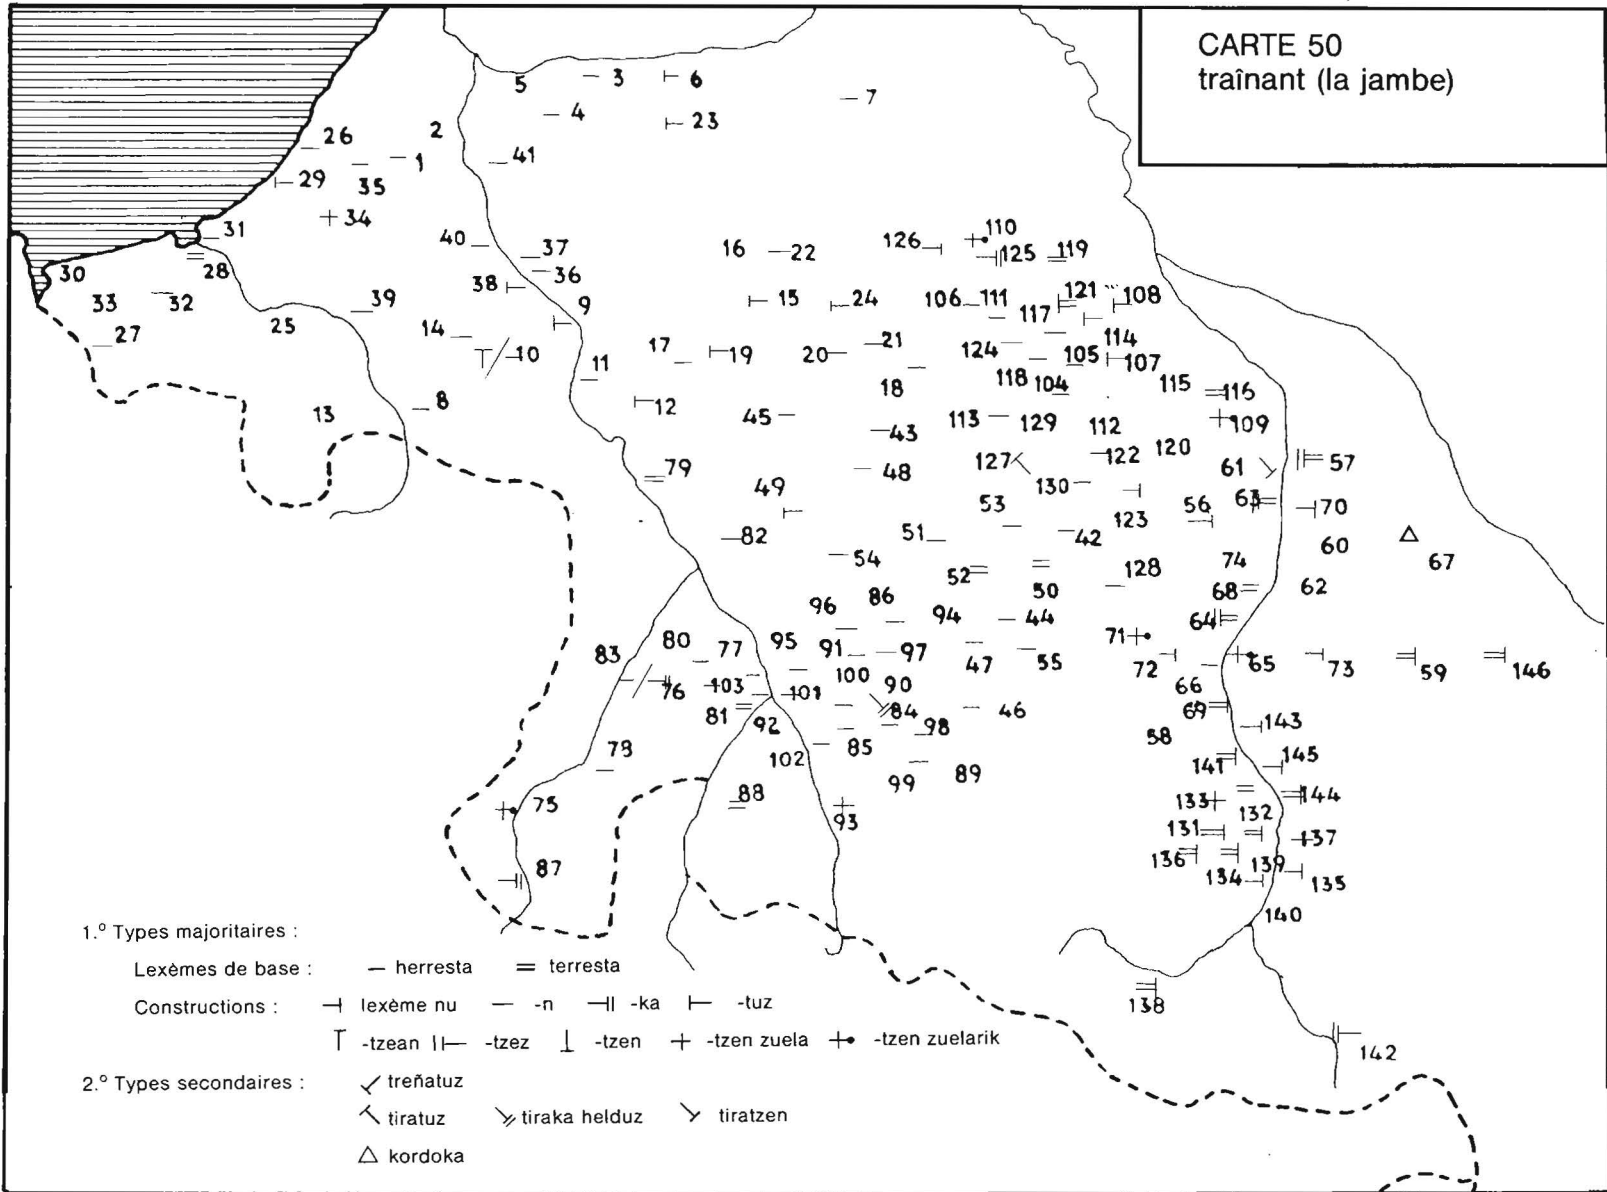 CARTE 50
traînant (la jambe)
5 3 6
7
4 23
26 2
1 41
29 35
34
31 40 37 16 22 126 110 125 119
28 36
30 38
33 32 39 9 15 24 106 111 121 108
25 117
27 14 10 17 19 20 21 124 105 114
11 107
18 118 104 115 116
13 8 12 45 43 113 129 112 109
120
79 48 127 122 61 57
49 130 63
53 123 56 70
82 51 42 60
54 52 128 74 67
86 50 68 62
96 94 44 64
83 80 77 95 91 97 47 55 71 72 65 73 59 146
76 103 101 100 90 66
81 92 84 98 46 69 143
78 102 85 58 141 145
99 89
75 88 93 133 132 144
131 137
87 136 134 139 135
140
138
142
1.º Types majoritaires :
Lexèmes de base : — herresta = terresta
Constructions : ⊣ lexème nu — -n ⊣|| -ka ⊢ -tuz
⊤ -tzean ||⊢ -tzez ⊥ -tzen + -tzen zuela +• -tzen zuelarik
2.º Types secondaires :
treñatuz
tiratuz tiraka helduz tiratzen
△ kordoka